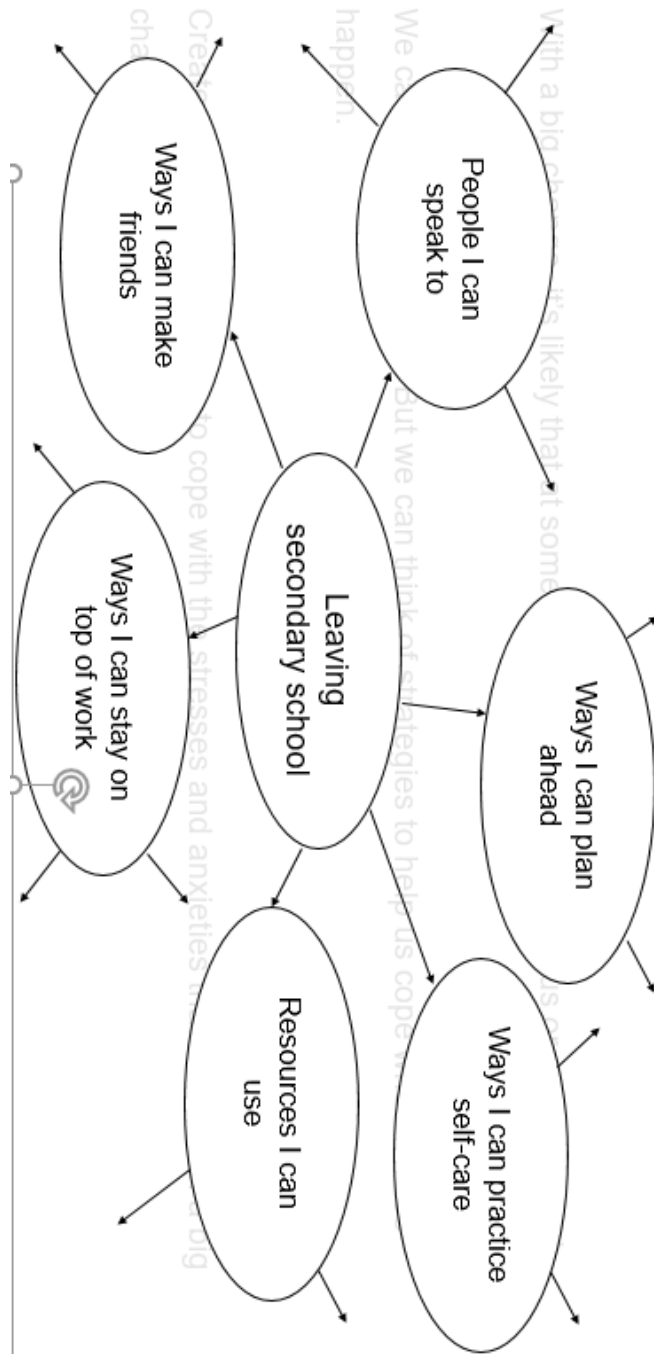 With a big it's likely that at some
We ca But we can think of strategies to help us cope
happen.
Create to cope with the stresses and anxieties a big
People I can
speak to
Ways I can plan
ahead
Ways I can make
friends
Leaving
secondary school
Ways I can practice
self-care
Ways I can stay on
top of work
Resources I can
use